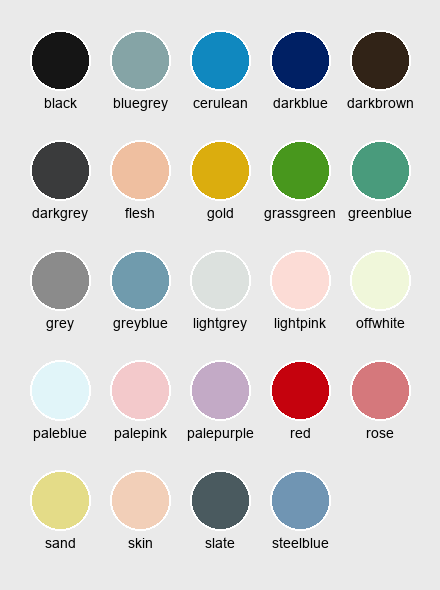 black bluegrey cerulean darkblue darkbrown
darkgrey flesh gold grassgreen greenblue
grey greyblue lightgrey lightpink offwhite
paleblue palepink palepurple red rose
sand skin slate steelblue